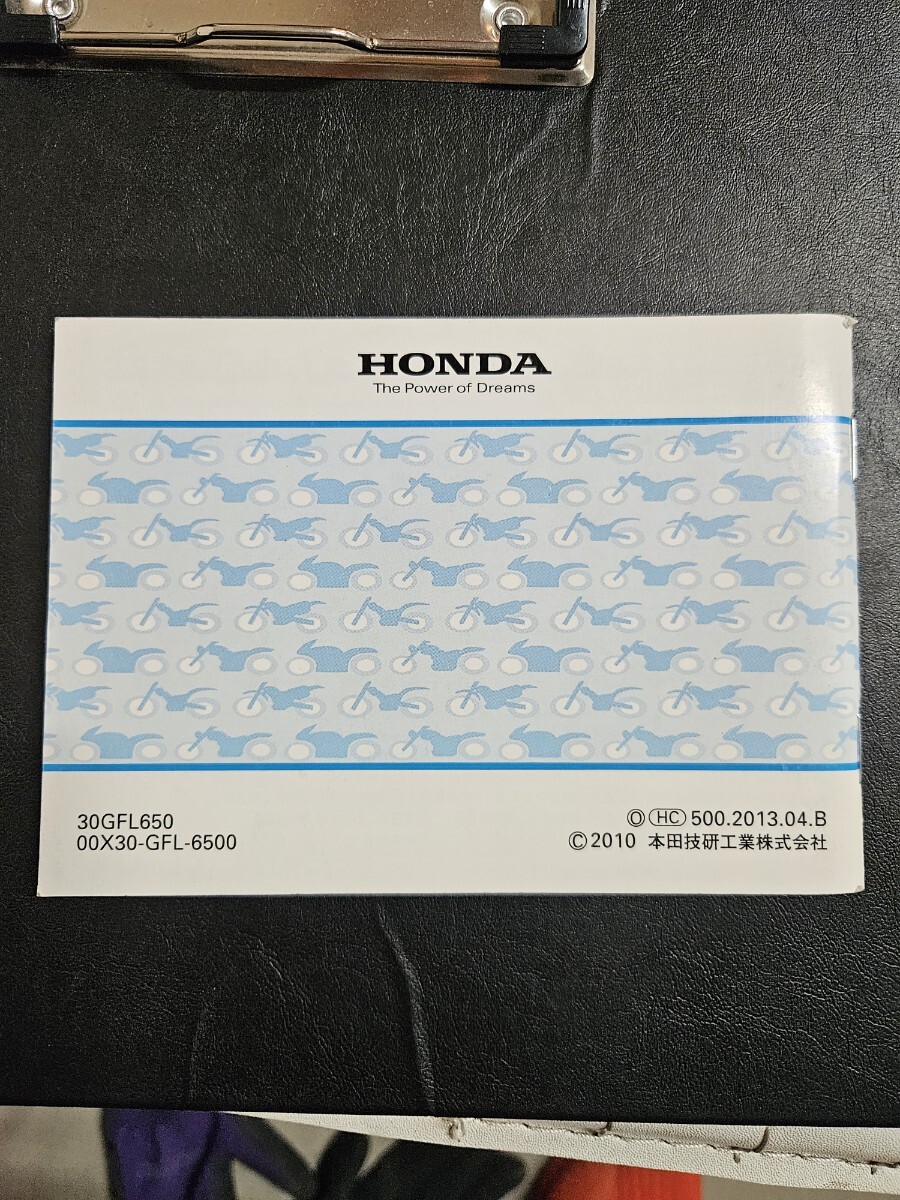 HONDA
The Power of Dreams
30GFL650
00X30-GFL-6500
Ⓞ HC 500.2013.04.B
©2010 本田技研工業株式会社